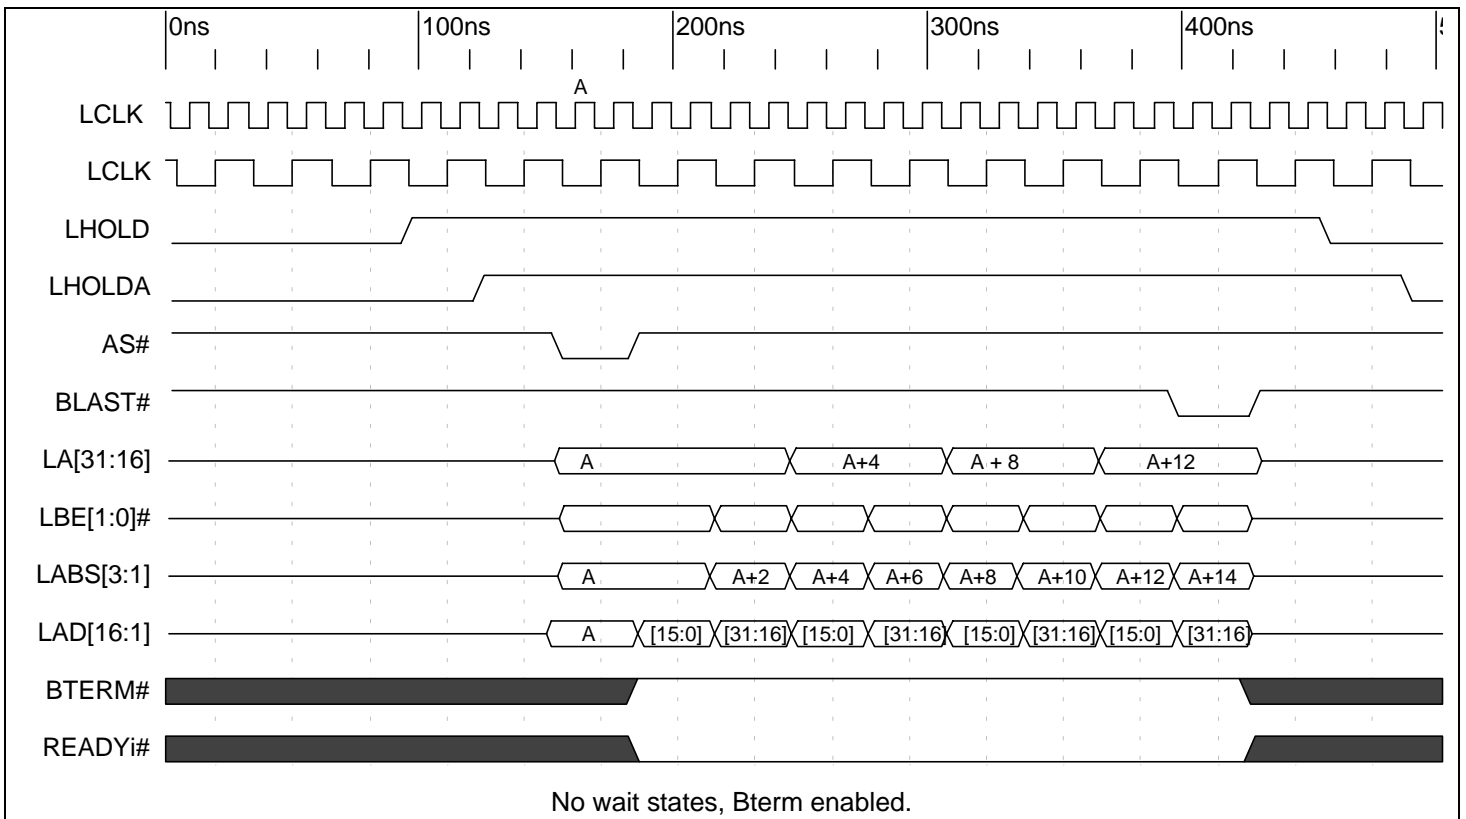 0ns 100ns 200ns 300ns 400ns
A
LCLK
LCLK
LHOLD
LHOLDA
AS#
BLAST#
LA[31:16] A A+4 A + 8 A+12
LBE[1:0]#
LABS[3:1] A A+2 A+4 A+6 A+8 A+10 A+12 A+14
LAD[16:1] A [15:0] [31:16] [15:0] [31:16] [15:0] [31:16] [15:0] [31:16]
BTERM#
READYi#
No wait states, Bterm enabled.